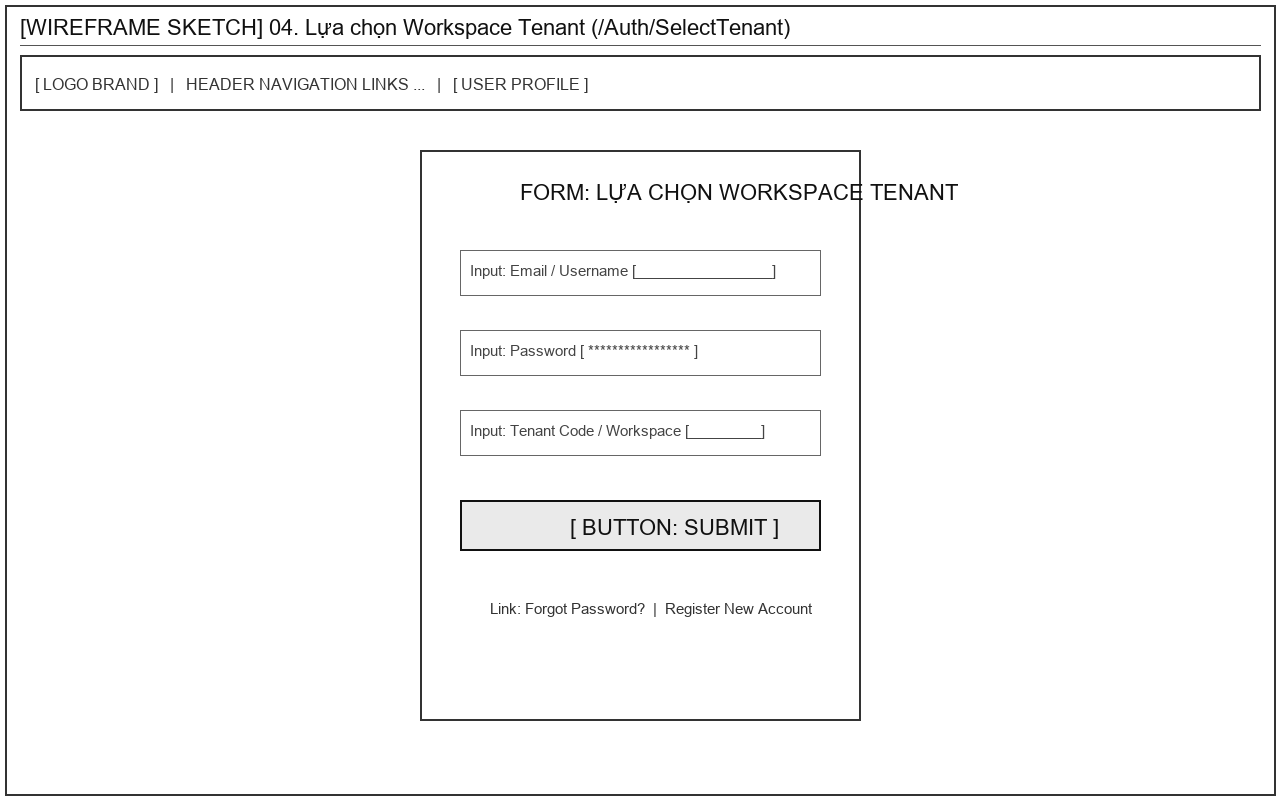 [WIREFRAME SKETCH] 04. Lựa chọn Workspace Tenant (/Auth/SelectTenant)
[ LOGO BRAND ]   |   HEADER NAVIGATION LINKS ...   |   [ USER PROFILE ]
FORM: LỰA CHỌN WORKSPACE TENANT
Input: Email / Username [_________________]
Input: Password [ ***************** ]
Input: Tenant Code / Workspace [_________]
[ BUTTON: SUBMIT ]
Link: Forgot Password?  |  Register New Account